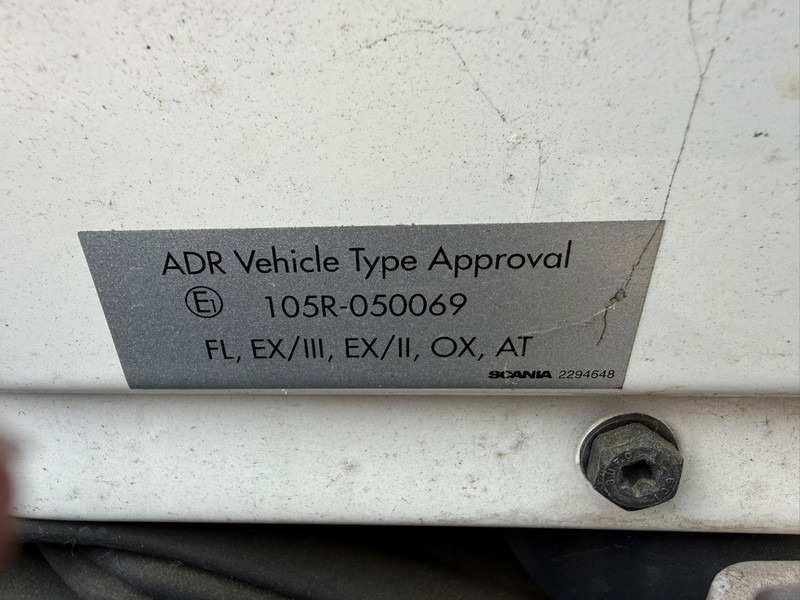 ADR Vehicle Type Approval
E1 105R-050069
FL, EX/III, EX/II, OX, AT
SCANIA 2294648